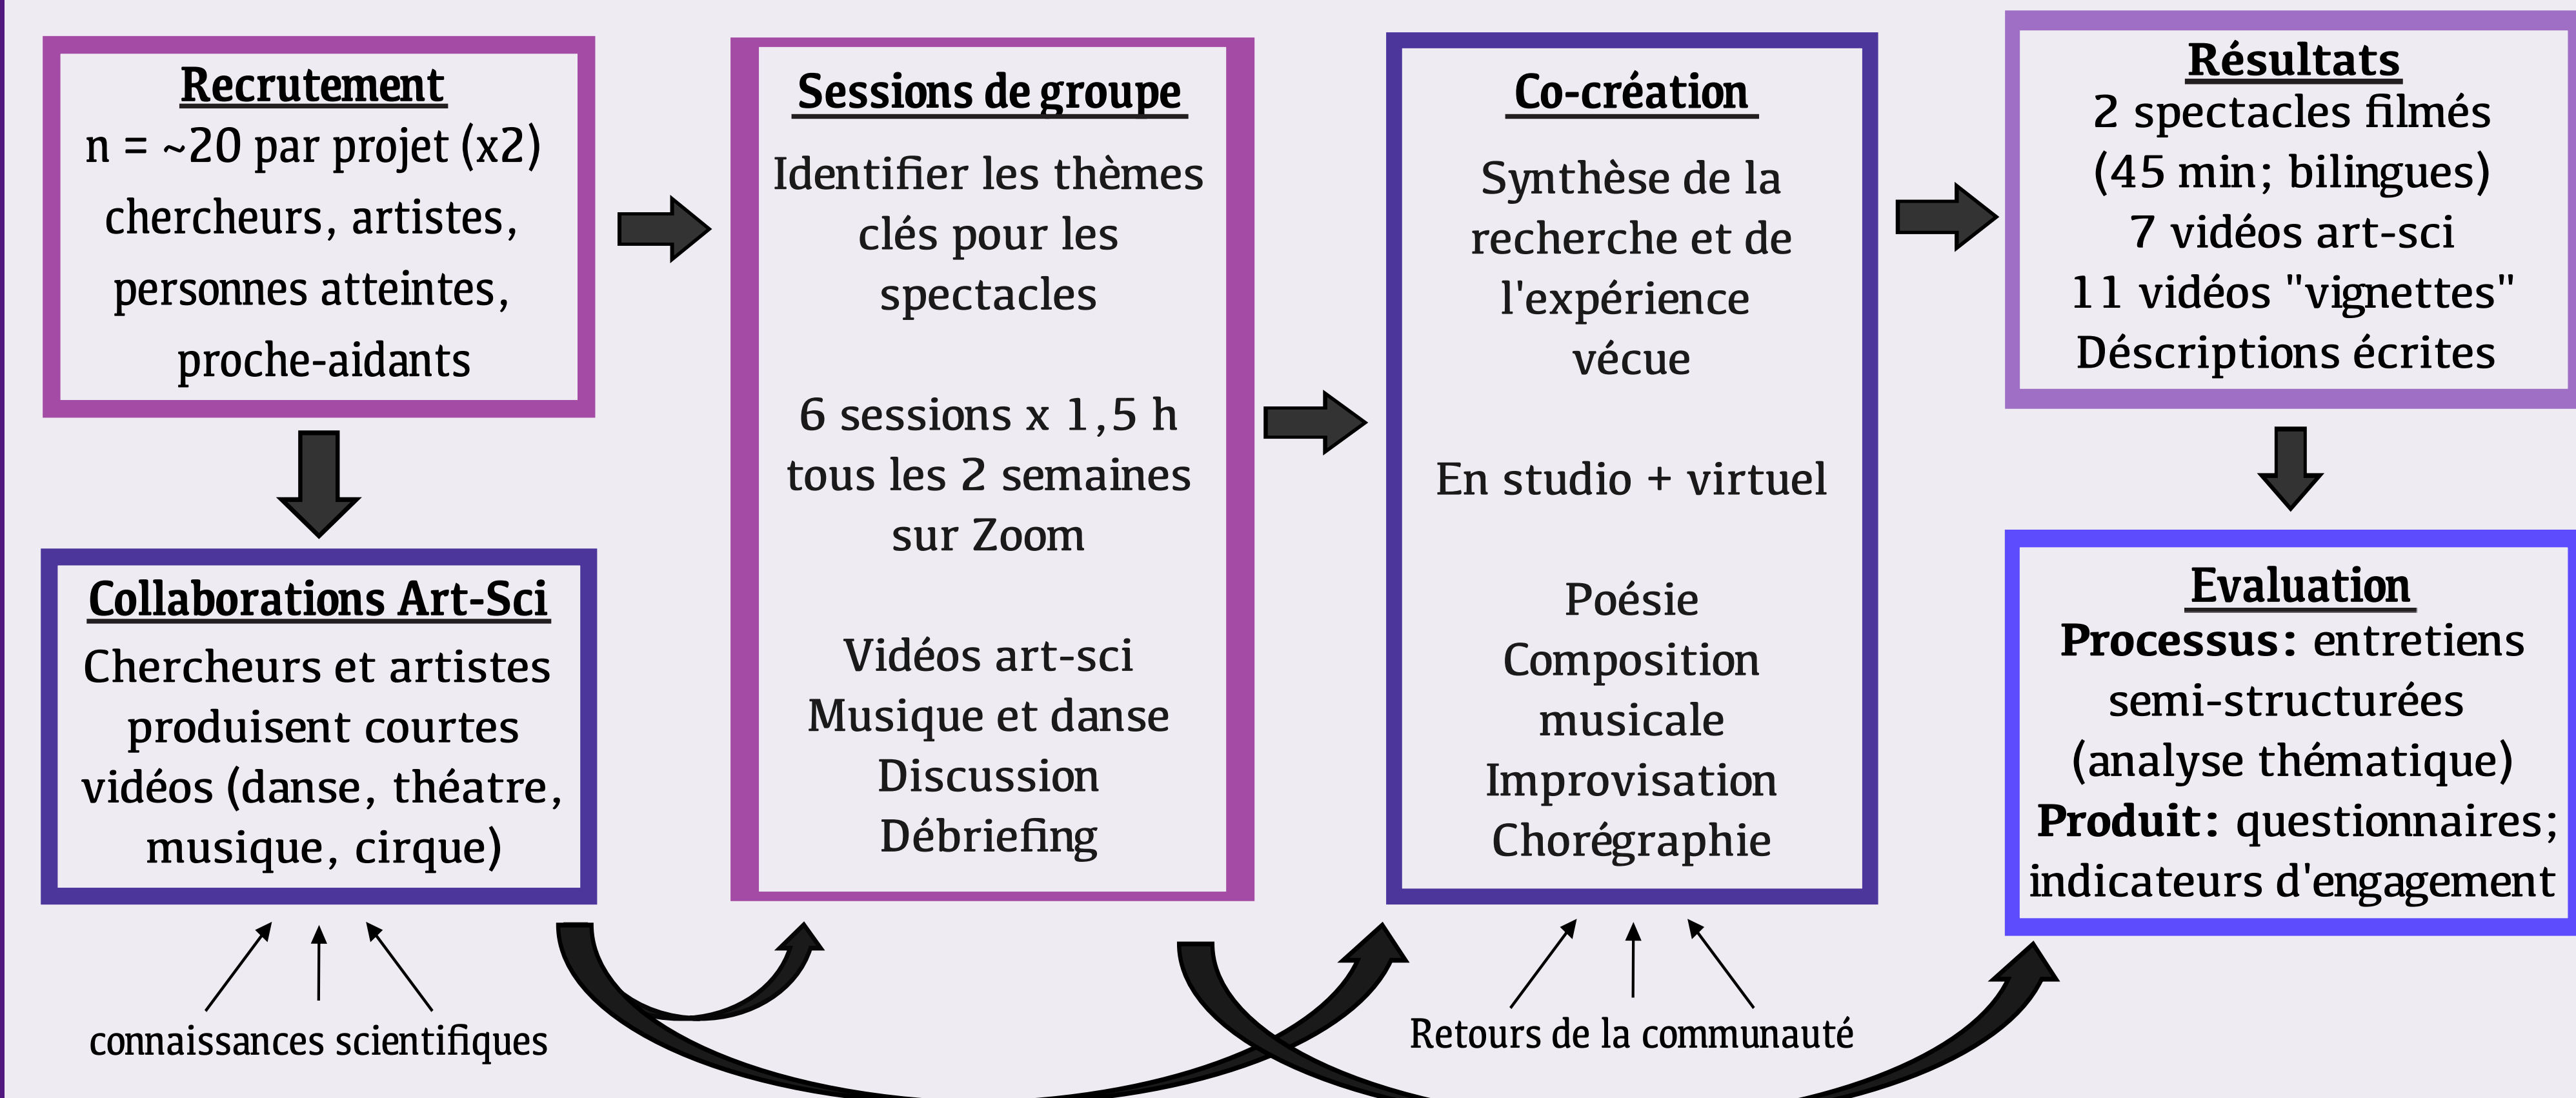 Recrutement
n = ~20 par projet (x2)
chercheurs, artistes,
personnes atteintes,
proche-aidants
Collaborations Art-Sci
Chercheurs et artistes
produisent courtes
vidéos (danse, théatre,
musique, cirque)
connaissances scientifiques
Sessions de groupe
Identifier les thèmes
clés pour les
spectacles
6 sessions x 1,5 h
tous les 2 semaines
sur Zoom
Vidéos art-sci
Musique et danse
Discussion
Débriefing
Co-création
Synthèse de la
recherche et de
l'expérience
vécue
En studio + virtuel
Poésie
Composition
musicale
Improvisation
Chorégraphie
Retours de la communauté
Résultats
2 spectacles filmés
(45 min; bilingues)
7 vidéos art-sci
11 vidéos "vignettes"
Déscriptions écrites
Evaluation
Processus: entretiens
semi-structurées
(analyse thématique)
Produit: questionnaires;
indicateurs d'engagement